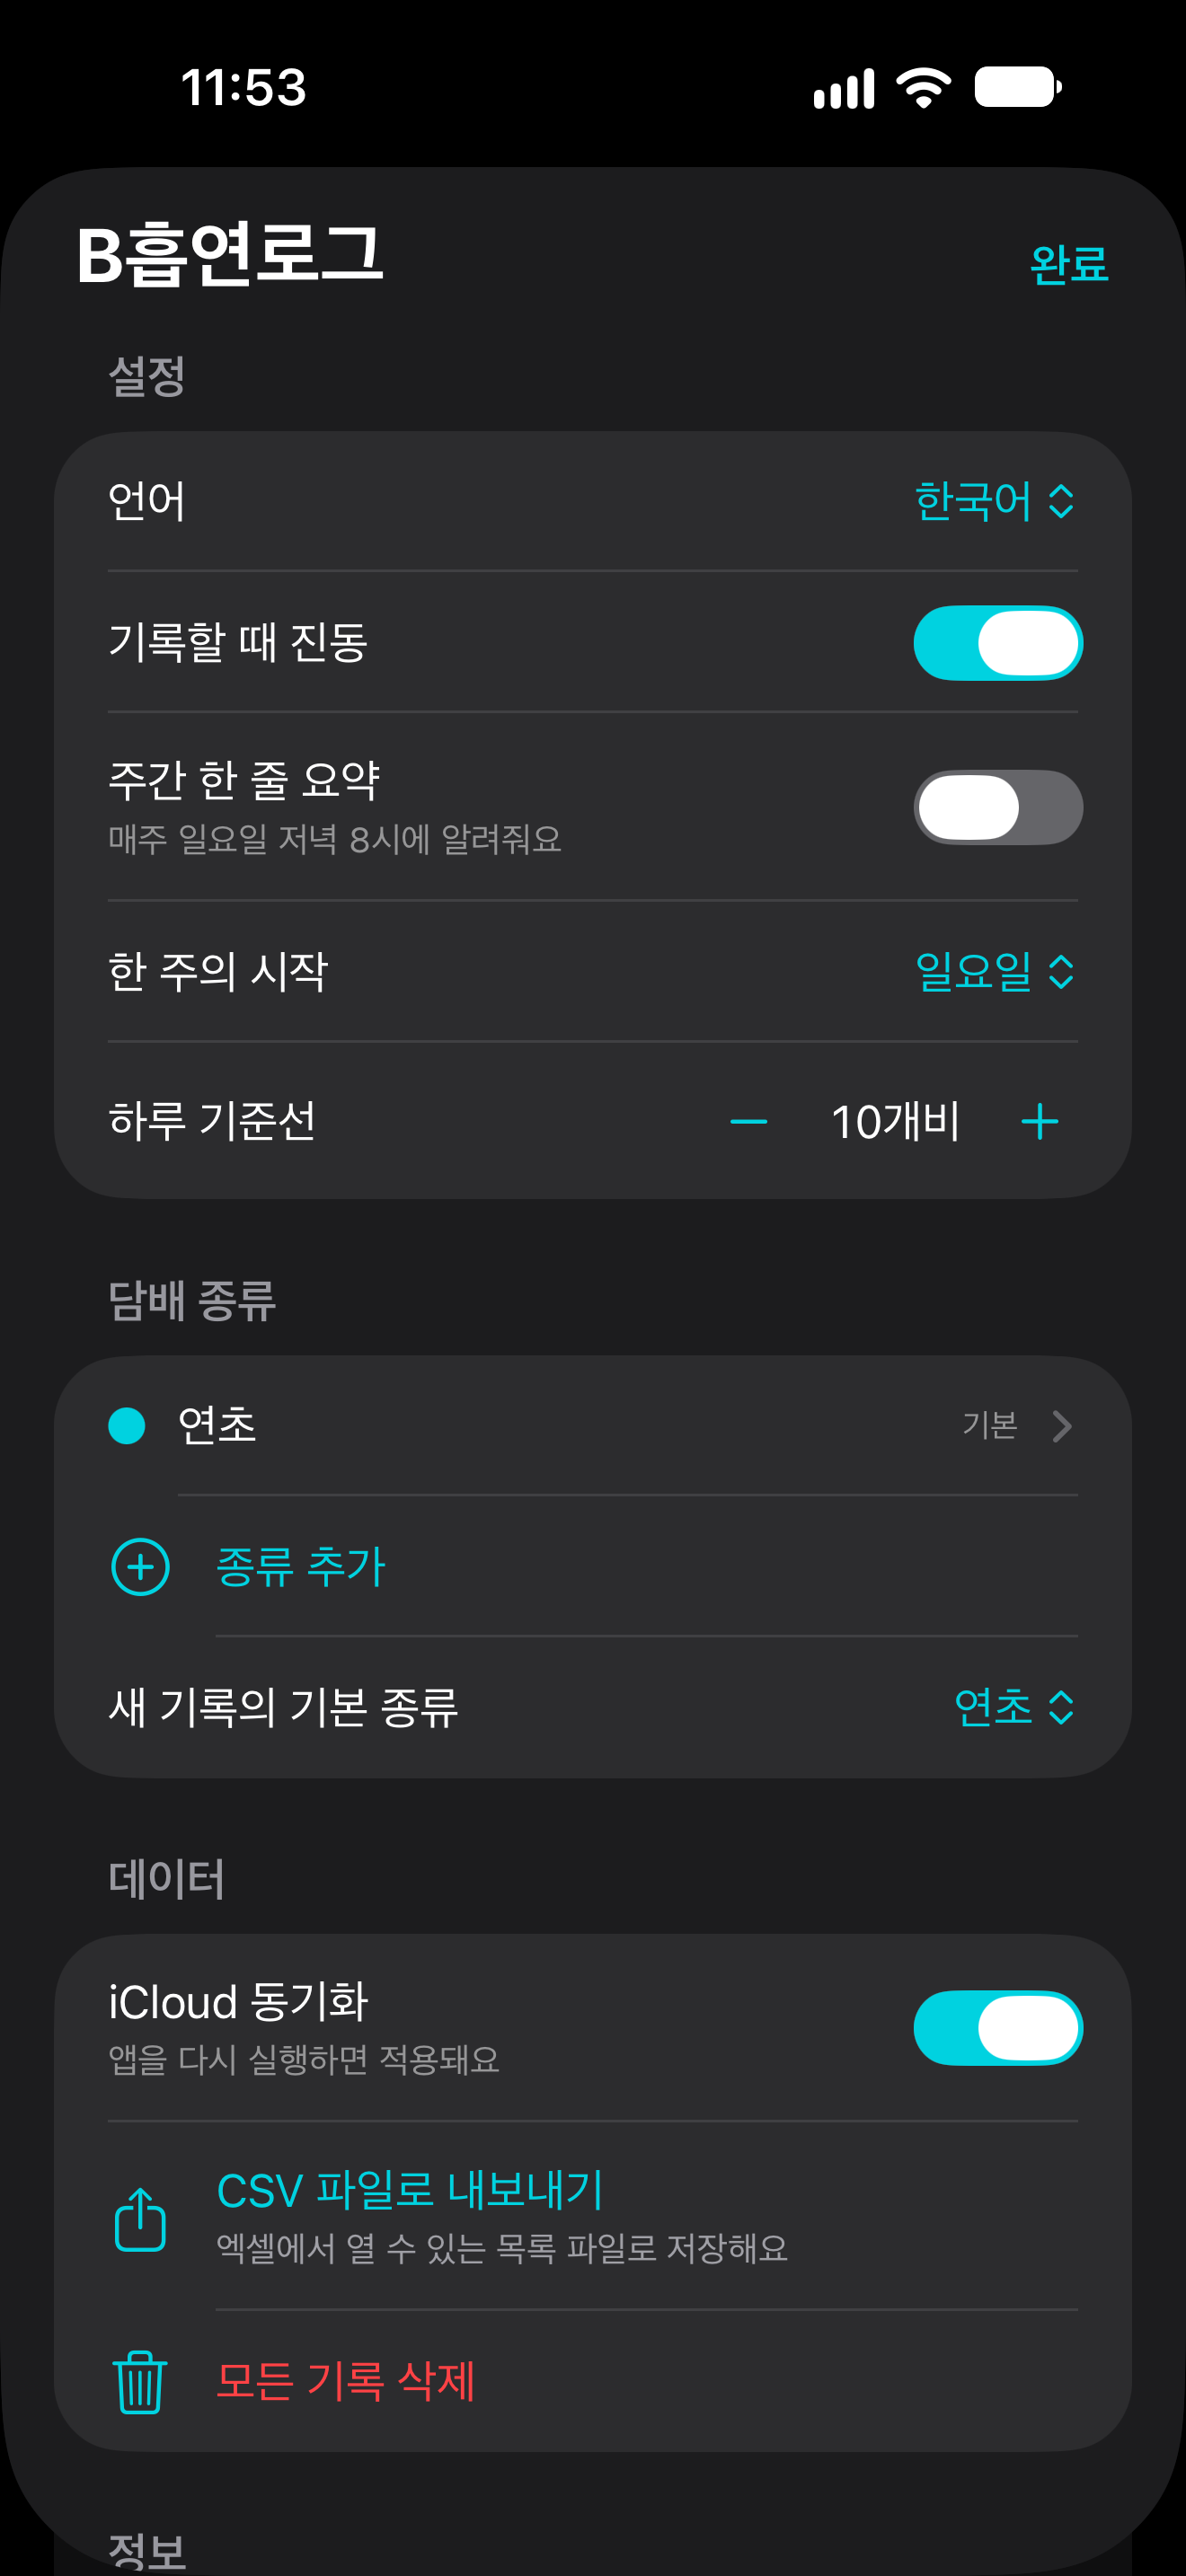 11:53
B흡연로그
완료
설정
언어
한국어
기록할 때 진동
주간 한 줄 요약
매주 일요일 저녁 8시에 알려줘요
한 주의 시작
일요일
하루 기준선
10개비
담배 종류
연초
기본
종류 추가
새 기록의 기본 종류
연초
데이터
iCloud 동기화
앱을 다시 실행하면 적용돼요
CSV 파일로 내보내기
엑셀에서 열 수 있는 목록 파일로 저장해요
모든 기록 삭제
정보